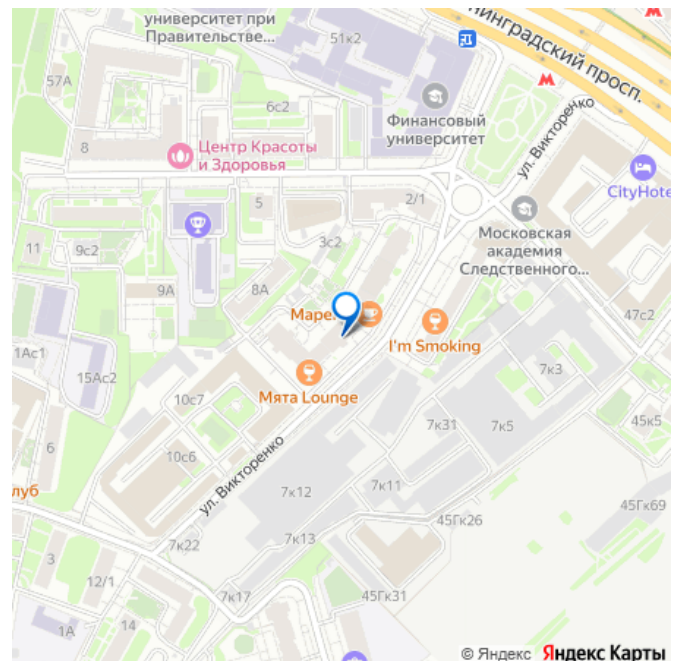 университет при
Правительстве...
51к2
нинградский просп.
57А
6с2
Финансовый
университет
8
Центр Красоты
и Здоровья
ул. Викторенко
CityHote
5
2/1
Московская
академия
Следственного...
11
9с2
3с2
9А
8А
47с2
Маре
I'm Smoking
1Ас1
15Ас2
7к3
Мята Lounge
10с7
7к31
7к5
45к5
6
10с6
луб
ул. Викторенко
7к12
7к11
45Гк69
45Гк26
7к22
7к13
3
12/1
7к17
45Гк31
1А
14
© Яндекс Яндекс Карты